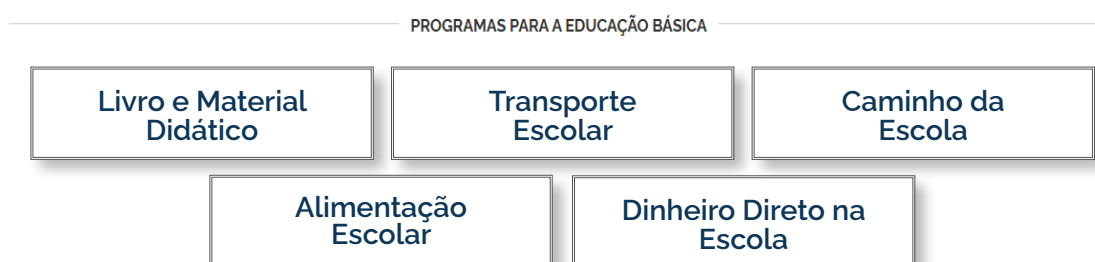 PROGRAMAS PARA A EDUCAÇÃO BÁSICA
Livro e Material
Didático
Transporte
Escolar
Caminho da
Escola
Alimentação
Escolar
Dinheiro Direto na
Escola